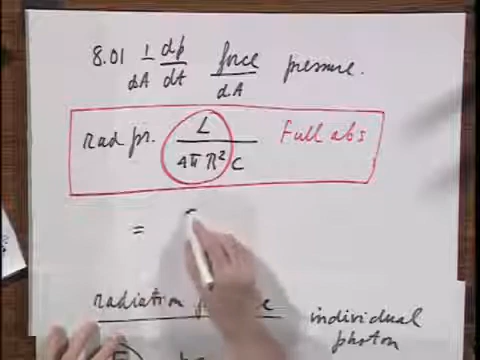 8.01 1/dA dp/dt force/dA pressure.
Rad pr. L/4πR²c Full abs
=
radiation
individual
photon